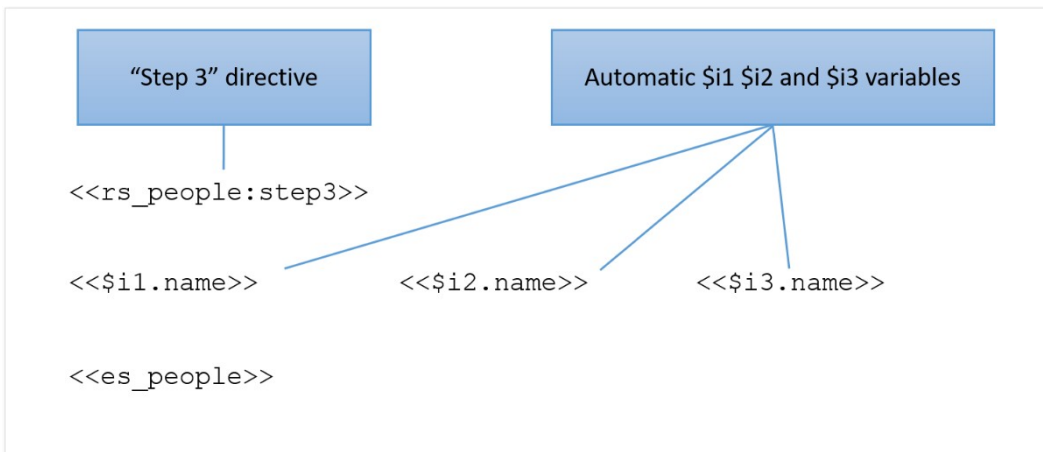 “Step 3” directive
Automatic $i1 $i2 and $i3 variables
<<rs_people:step3>>
<<$i1.name>> <<$i2.name>> <<$i3.name>>
<<es_people>>